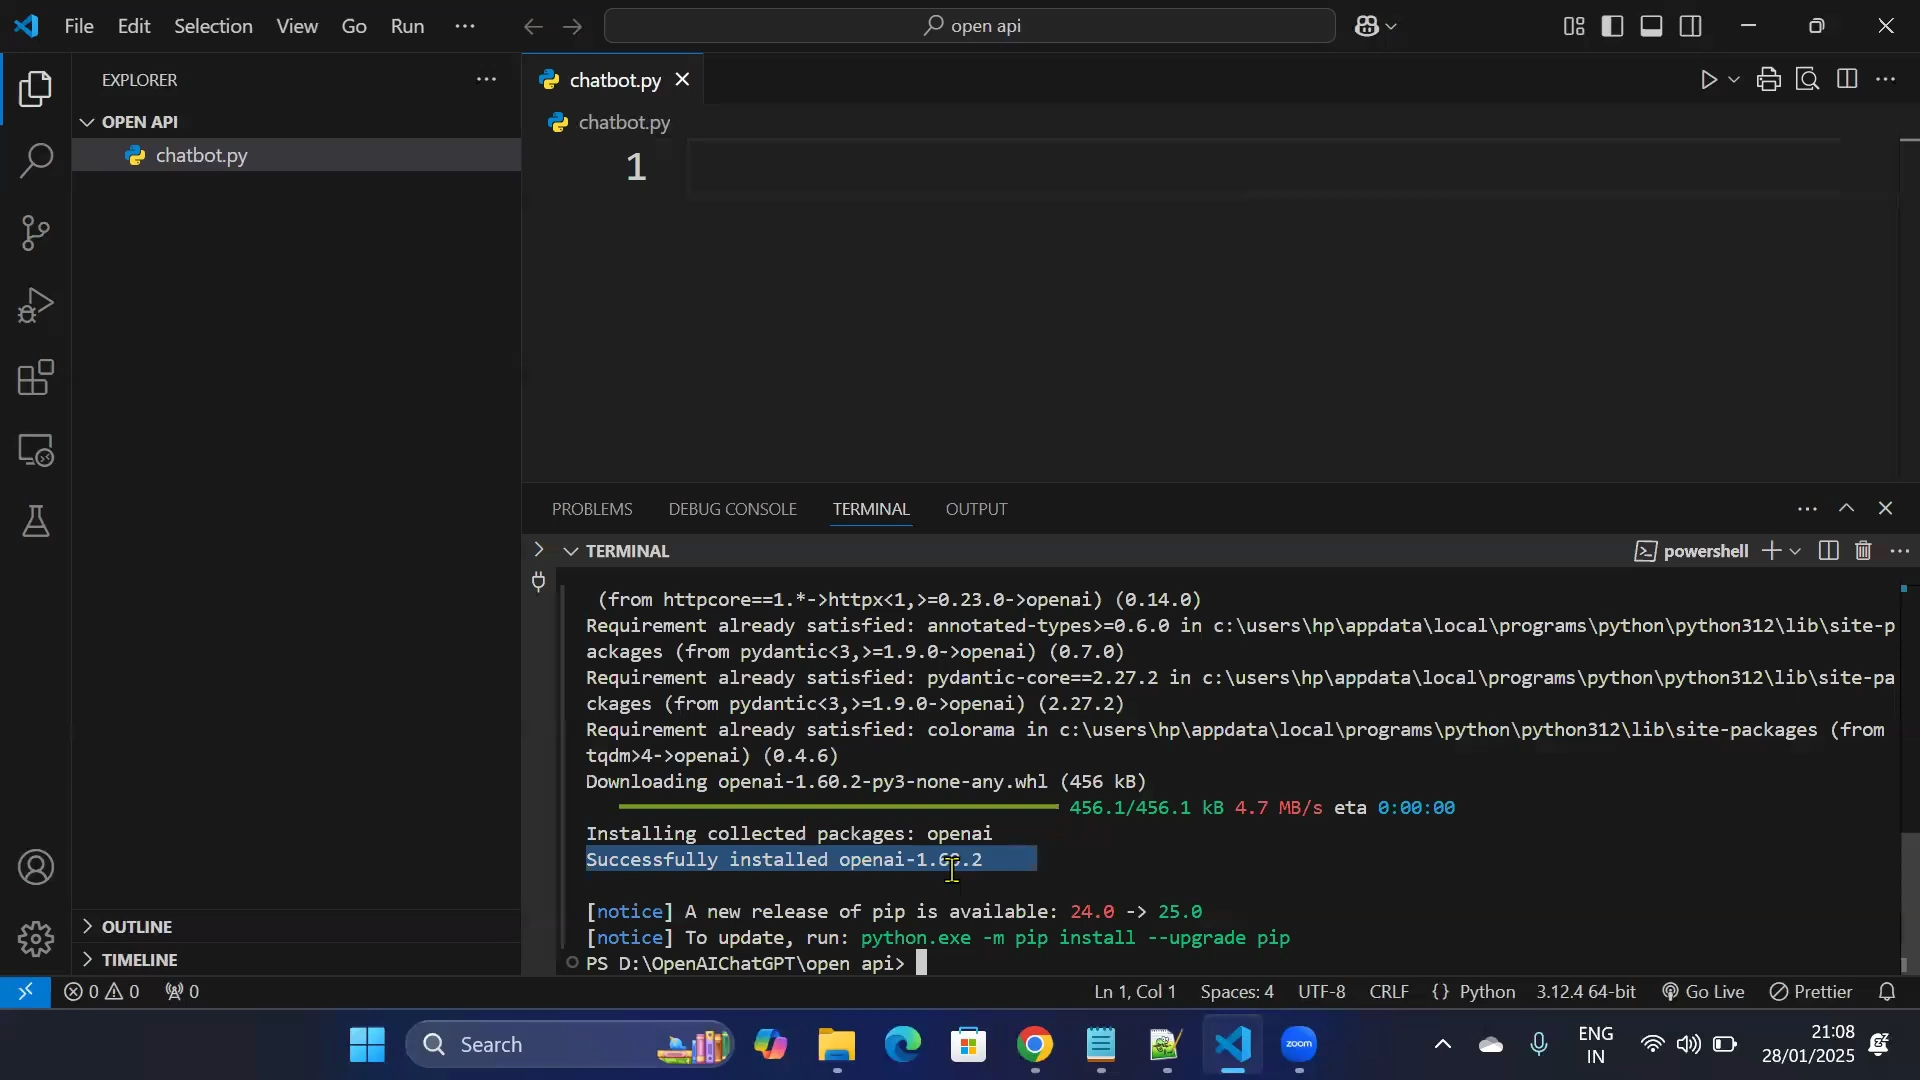 File Edit Selection View Go Run ···
open api
EXPLORER
OPEN API
chatbot.py
OUTLINE
TIMELINE
chatbot.py
chatbot.py
1
PROBLEMS DEBUG CONSOLE TERMINAL OUTPUT
TERMINAL
powershell
(from httpcore==1.*->httpx<1,>=0.23.0->openai) (0.14.0)
Requirement already satisfied: annotated-types>=0.6.0 in c:\users\hp\appdata\local\programs\python\python312\lib\site-p
ackages (from pydantic<3,>=1.9.0->openai) (0.7.0)
Requirement already satisfied: pydantic-core==2.27.2 in c:\users\hp\appdata\local\programs\python\python312\lib\site-pa
ckages (from pydantic<3,>=1.9.0->openai) (2.27.2)
Requirement already satisfied: colorama in c:\users\hp\appdata\local\programs\python\python312\lib\site-packages (from
tqdm>4->openai) (0.4.6)
Downloading openai-1.60.2-py3-none-any.whl (456 kB)
456.1/456.1 kB 4.7 MB/s eta 0:00:00
Installing collected packages: openai
Successfully installed openai-1.60.2
[notice] A new release of pip is available: 24.0 -> 25.0
[notice] To update, run: python.exe -m pip install --upgrade pip
PS D:\OpenAIChatGPT\open api>
0 0 0 Ln 1, Col 1 Spaces: 4 UTF-8 CRLF {} Python 3.12.4 64-bit Go Live Prettier
Search
zoom
ENG
IN
21:08
28/01/2025